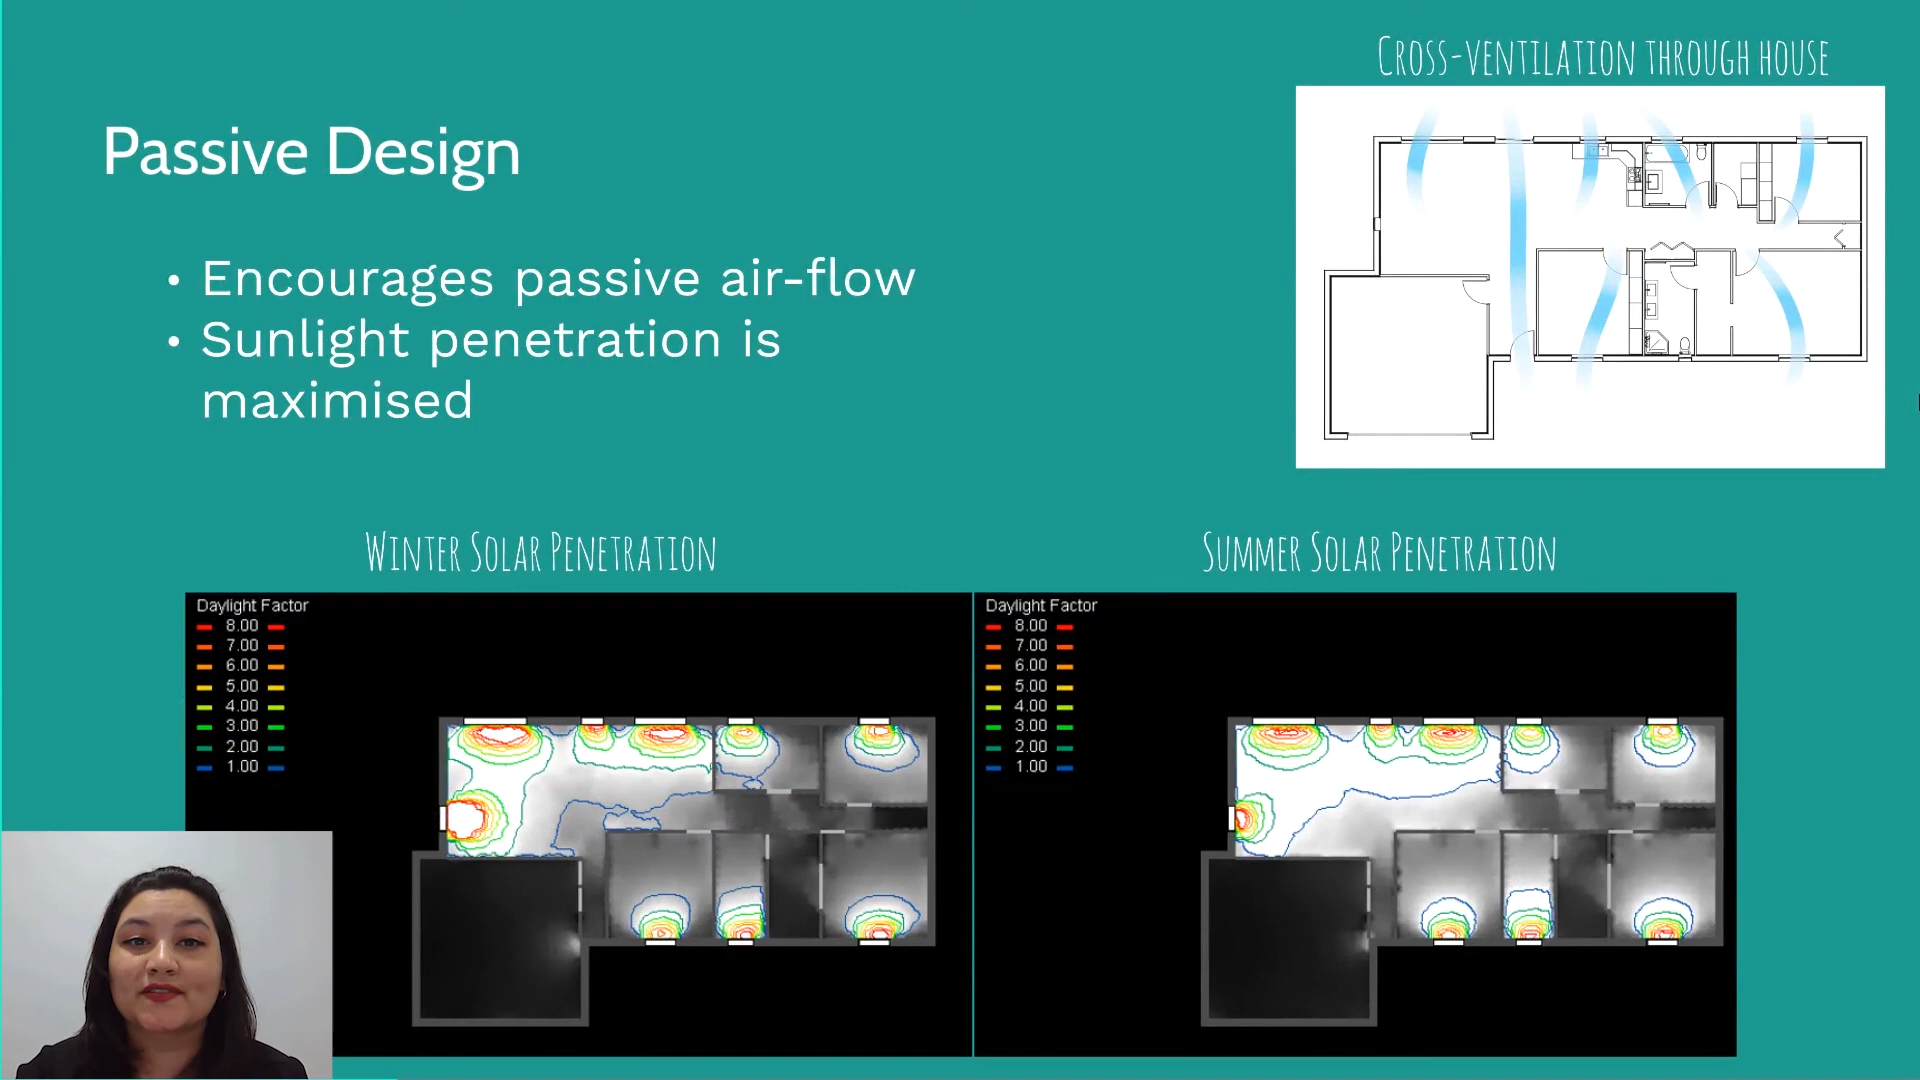 CROSS-VENTILATION THROUGH HOUSE
Passive Design
• Encourages passive air-flow
• Sunlight penetration is
maximised
WINTER SOLAR PENETRATION
SUMMER SOLAR PENETRATION
Daylight Factor
8.00
7.00
6.00
5.00
4.00
3.00
2.00
1.00
Daylight Factor
8.00
7.00
6.00
5.00
4.00
3.00
2.00
1.00